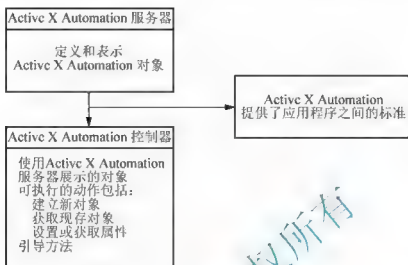 Active X Automation 服务器
定义和表示
Active X Automation 对象
Active X Automation
提供了应用程序之间的标准
Active X Automation 控制器
使用Active X Automation
服务器展示的对象
可执行的动作包括:
建立新对象
获取现存对象
设置或获取属性
引导方法
权所有